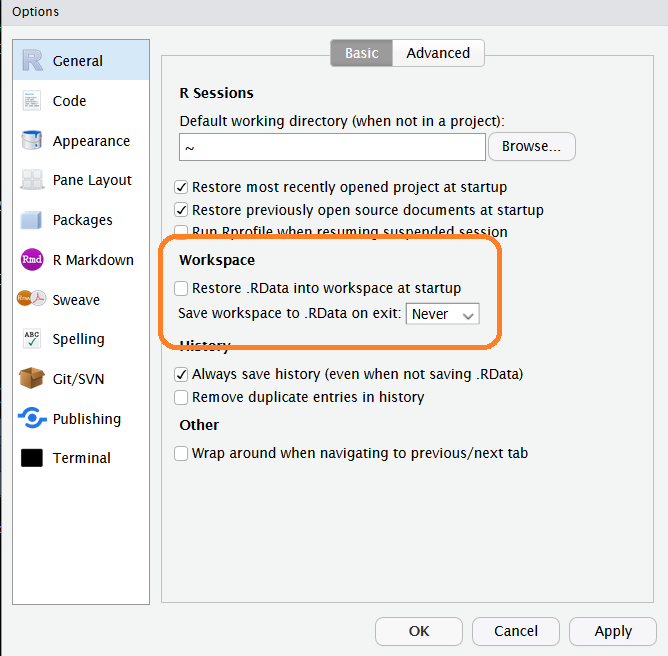 Options
General
Code
Appearance
Pane Layout
Packages
Rmd
R Markdown
Rnw
Sweave
ABC
Spelling
Git/SVN
Publishing
Terminal
Basic
Advanced
R Sessions
Default working directory (when not in a project):
~
Browse...
Restore most recently opened project at startup
Restore previously open source documents at startup
Run Rprofile when resuming suspended session
Workspace
Restore .RData into workspace at startup
Save workspace to .RData on exit: Never
History
Always save history (even when not saving .RData)
Remove duplicate entries in history
Other
Wrap around when navigating to previous/next tab
OK
Cancel
Apply